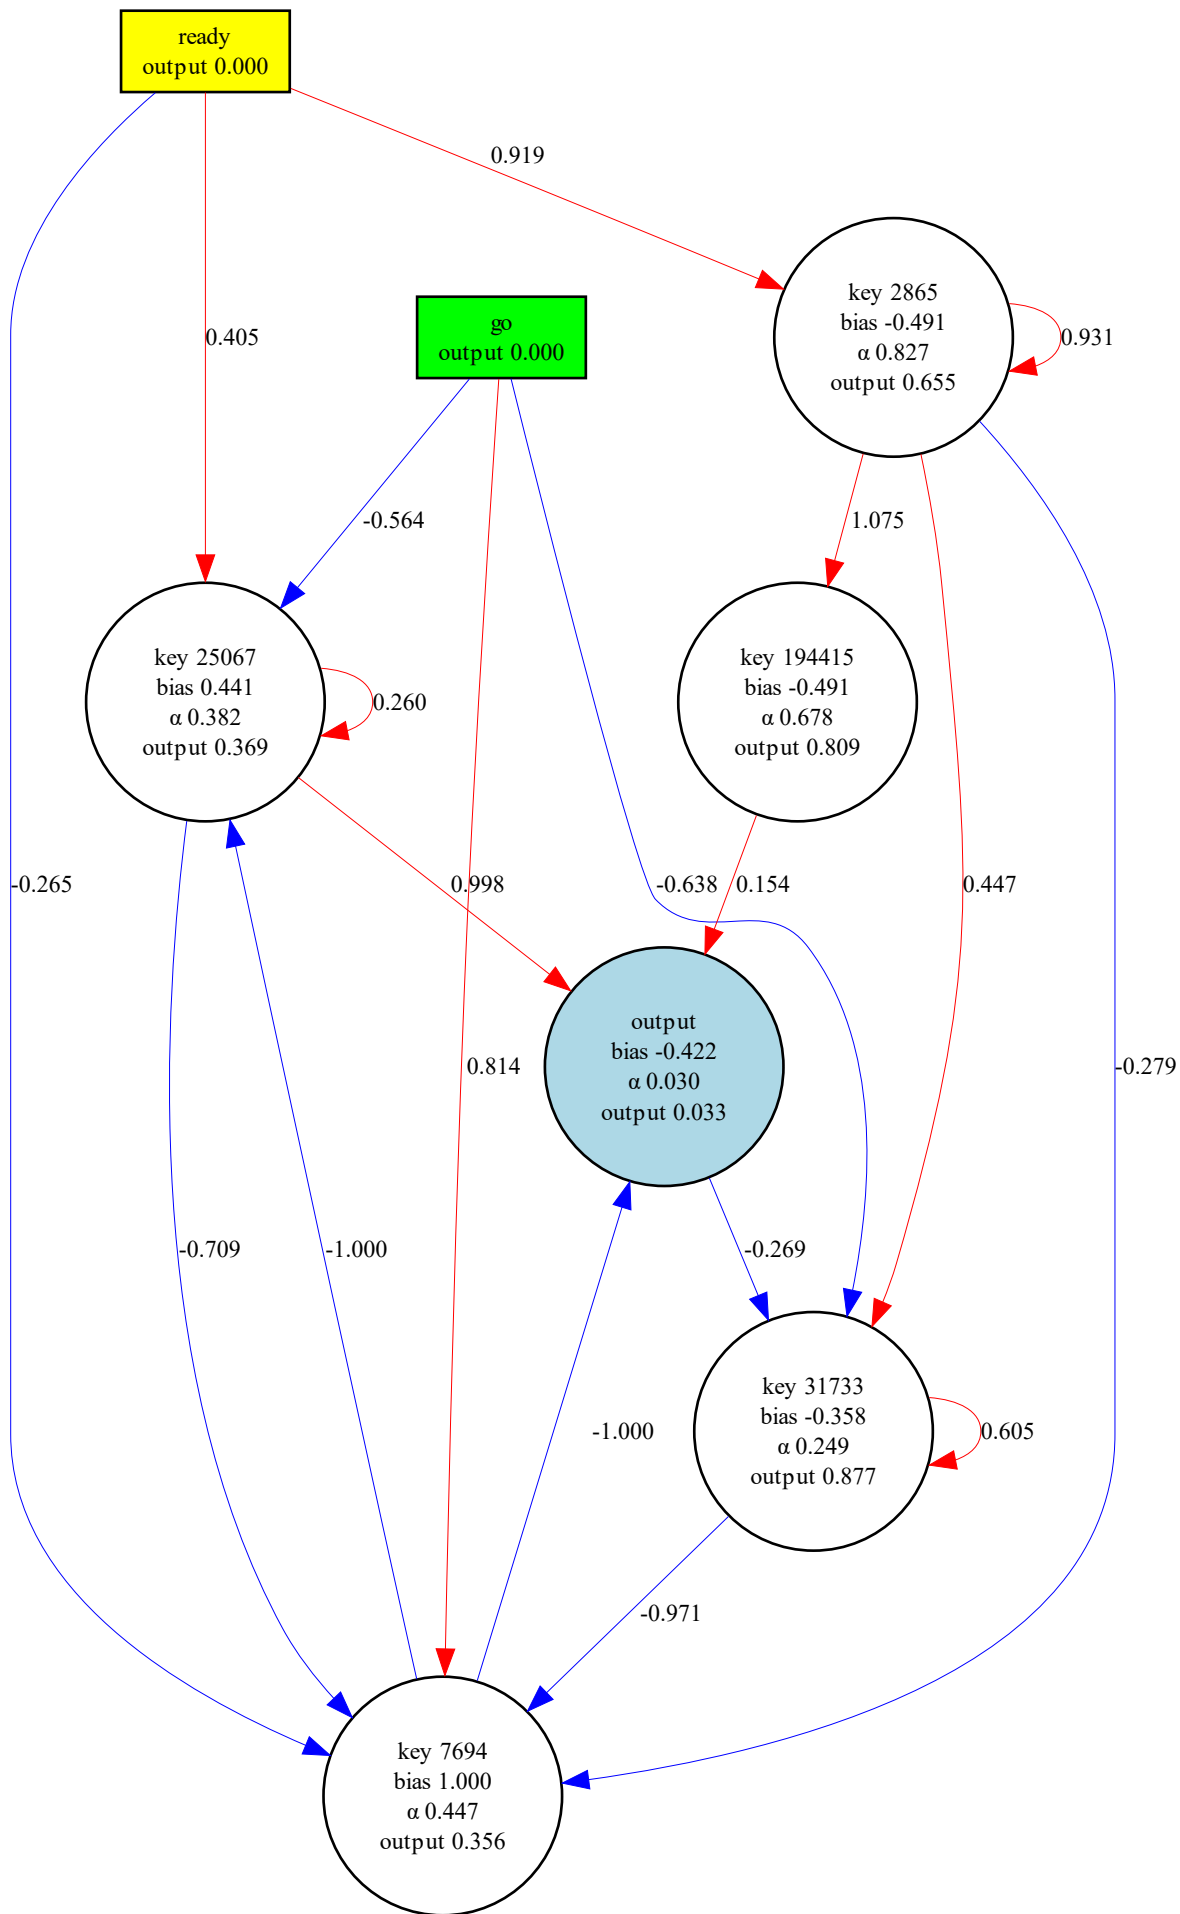 ready
output 0.000
0.919
0.405
go
output 0.000
key 2865
bias -0.491
α 0.827
output 0.655
0.931
-0.564
1.075
key 25067
bias 0.441
α 0.382
output 0.369
0.260
key 194415
bias -0.491
α 0.678
output 0.809
-0.265
0.998
-0.638
0.154
0.447
output
bias -0.422
α 0.030
output 0.033
0.814
-0.279
-0.709
-1.000
-0.269
-1.000
key 31733
bias -0.358
α 0.249
output 0.877
0.605
-0.971
key 7694
bias 1.000
α 0.447
output 0.356